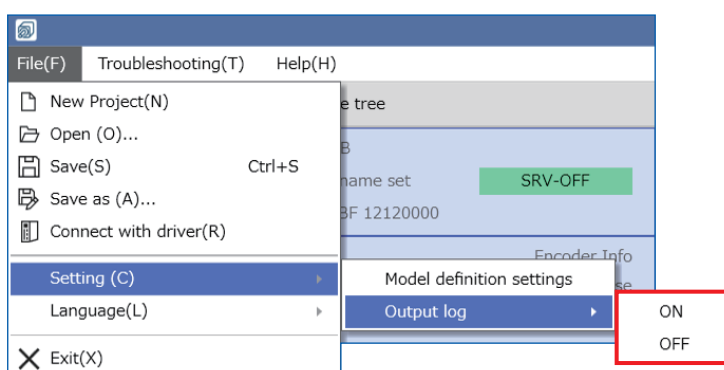 File(F) Troubleshooting(T) Help(H)
New Project(N)
Open (O)...
Save(S) Ctrl+S
Save as (A)...
Connect with driver(R)
Setting (C)
Language(L)
Exit(X)
e tree
B
name set
SRV-OFF
BF 12120000
Encoder Info
se
Model definition settings
Output log
ON
OFF